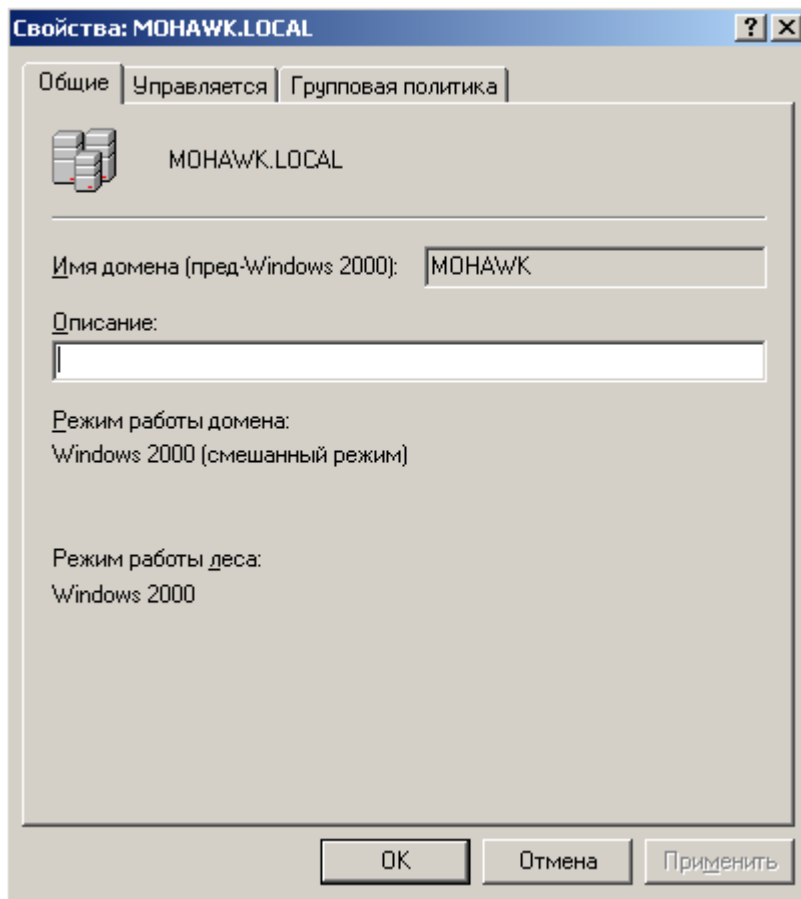 Свойства: MOHAWK.LOCAL
Общие Управляется Групповая политика
MOHAWK.LOCAL
Имя домена (пред-Windows 2000): MOHAWK
Описание:
Режим работы домена:
Windows 2000 (смешанный режим)
Режим работы леса:
Windows 2000
OK Отмена Применить